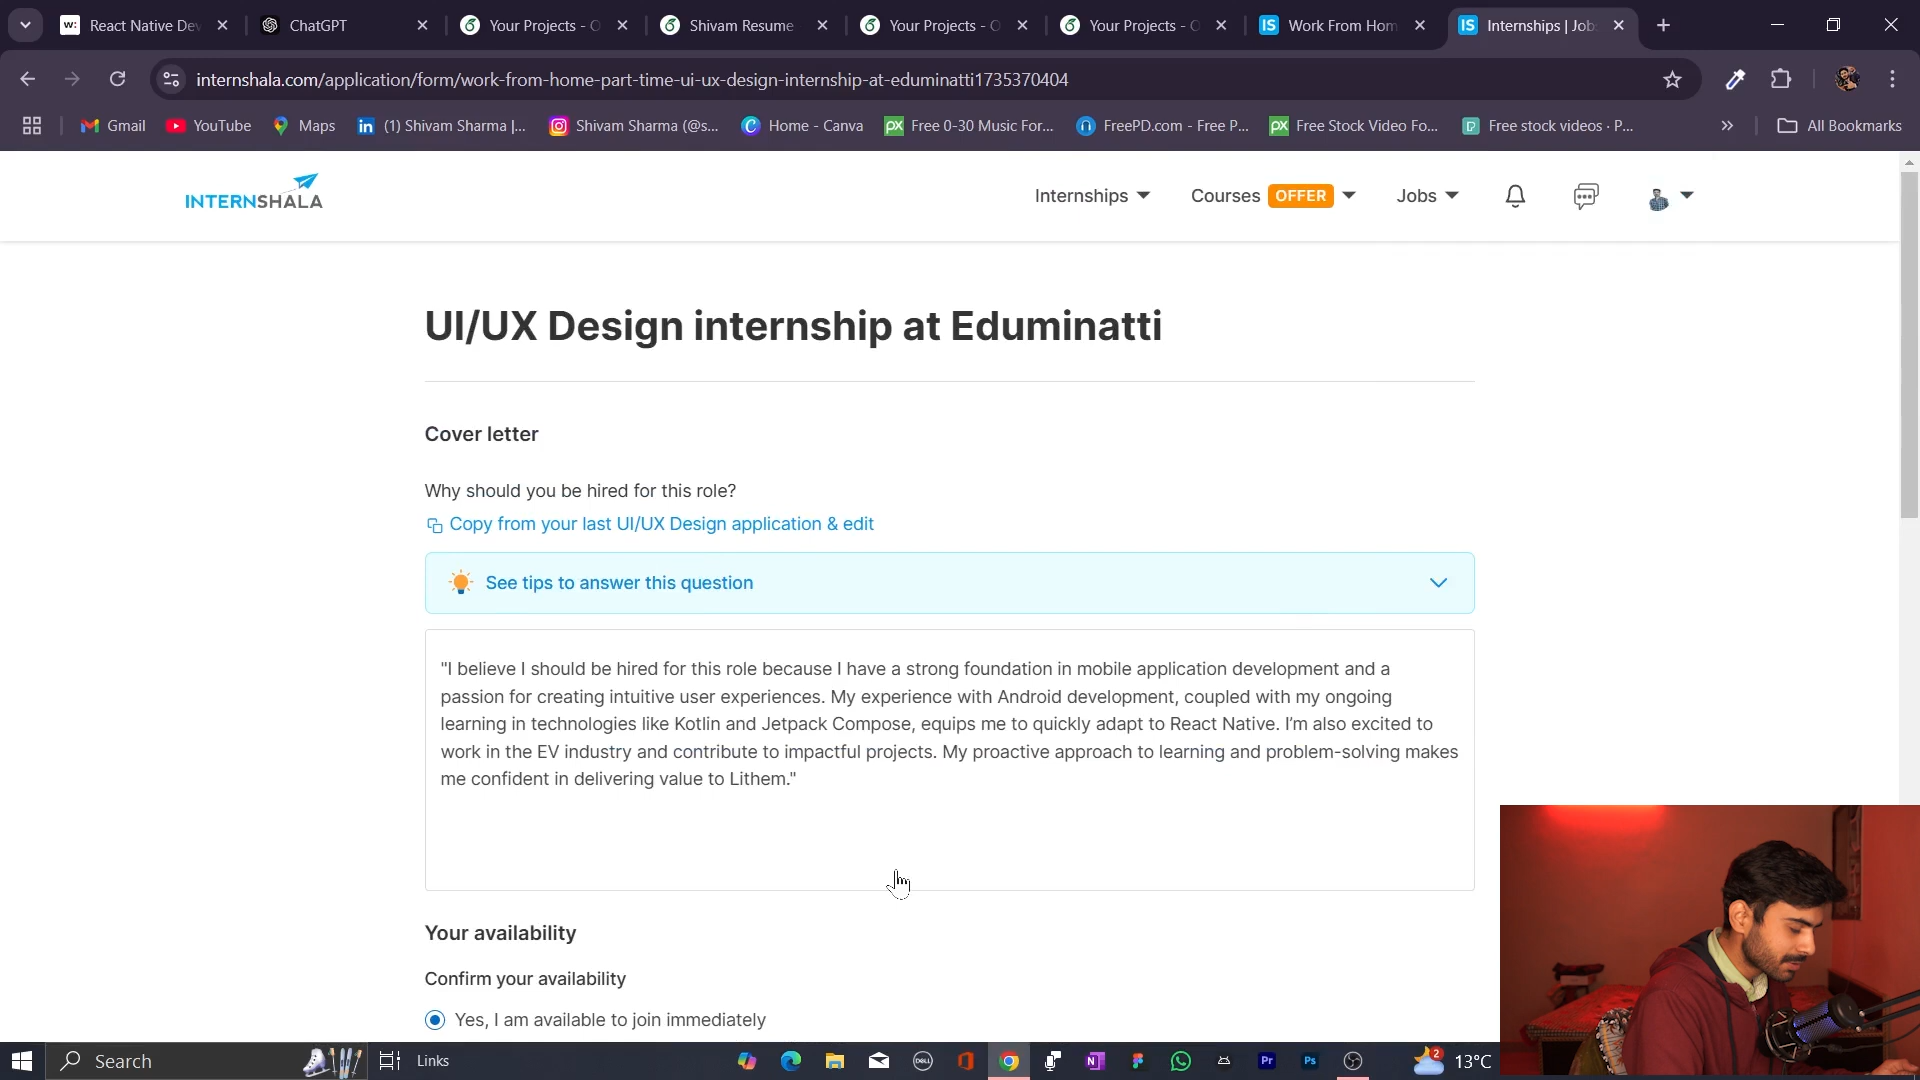 React Native De
ChatGPT
Your Projects - O
Shivam Resume
Your Projects - O
Your Projects - O
IS
Work From Hom
IS
Internships | Job
internshala.com/application/form/work-from-home-part-time-ui-ux-design-internship-at-eduminatti1735370404
Gmail
YouTube
Maps
(1) Shivam Sharma |...
Shivam Sharma (@s...
Home - Canva
Free 0-30 Music For...
FreePD.com - Free P...
Free Stock Video Fo...
Free stock videos · P...
All Bookmarks
INTERNSHALA
Internships
Courses OFFER
Jobs
UI/UX Design internship at Eduminatti
Cover letter
Why should you be hired for this role?
Copy from your last UI/UX Design application & edit
See tips to answer this question
"I believe I should be hired for this role because I have a strong foundation in mobile application development and a
passion for creating intuitive user experiences. My experience with Android development, coupled with my ongoing
learning in technologies like Kotlin and Jetpack Compose, equips me to quickly adapt to React Native. I'm also excited to
work in the EV industry and contribute to impactful projects. My proactive approach to learning and problem-solving makes
me confident in delivering value to Lithem."
Your availability
Confirm your availability
Yes, I am available to join immediately
Search
Links
2
13°C